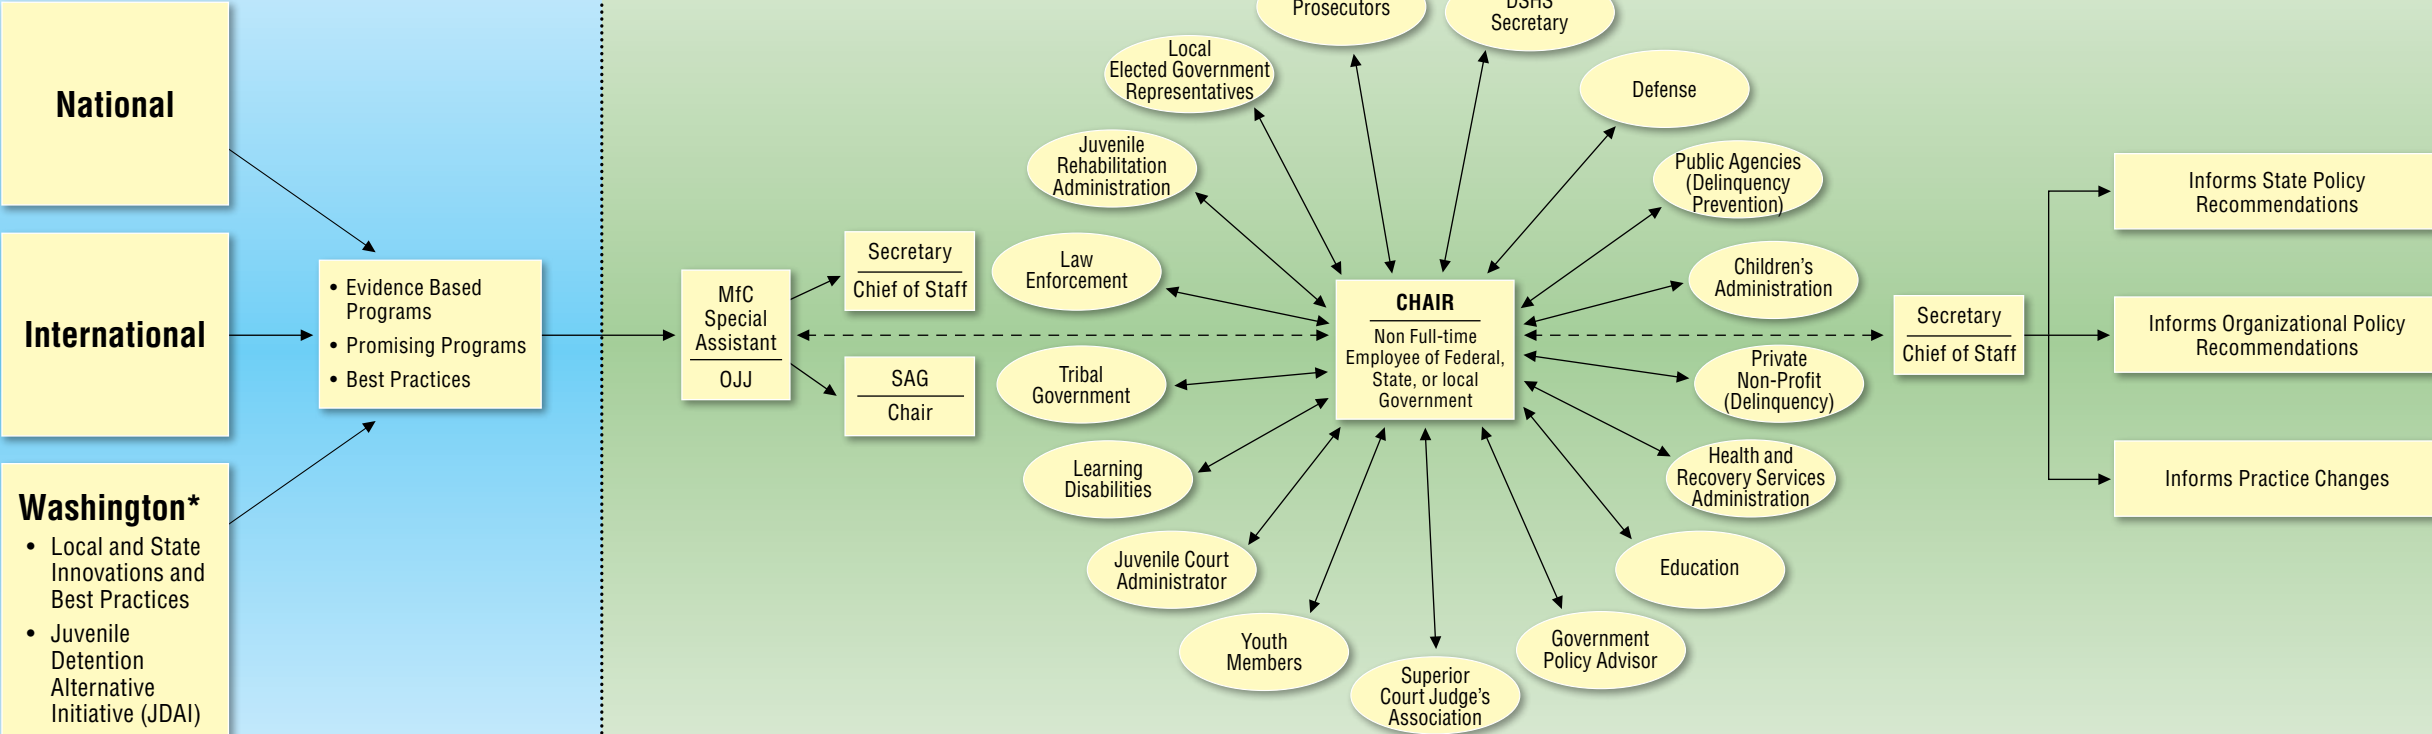 National
International
Washington*
• Local and State
Innovations and
Best Practices
• Juvenile
Detention
Alternative
Initiative (JDAI)
• Evidence Based
Programs
• Promising Programs
• Best Practices
MfC
Special
Assistant
OJJ
Secretary
Chief of Staff
SAG
Chair
Prosecutors
DSHS
Secretary
Local
Elected Government
Representatives
Defense
Juvenile
Rehabilitation
Administration
Public Agencies
(Delinquency
Prevention)
Law
Enforcement
Children's
Administration
CHAIR
Non Full-time
Employee of Federal,
State, or local
Government
Tribal
Government
Private
Non-Profit
(Delinquency)
Learning
Disabilities
Health and
Recovery Services
Administration
Juvenile Court
Administrator
Education
Youth
Members
Superior
Court Judge's
Association
Government
Policy Advisor
Secretary
Chief of Staff
Informs State Policy
Recommendations
Informs Organizational Policy
Recommendations
Informs Practice Changes